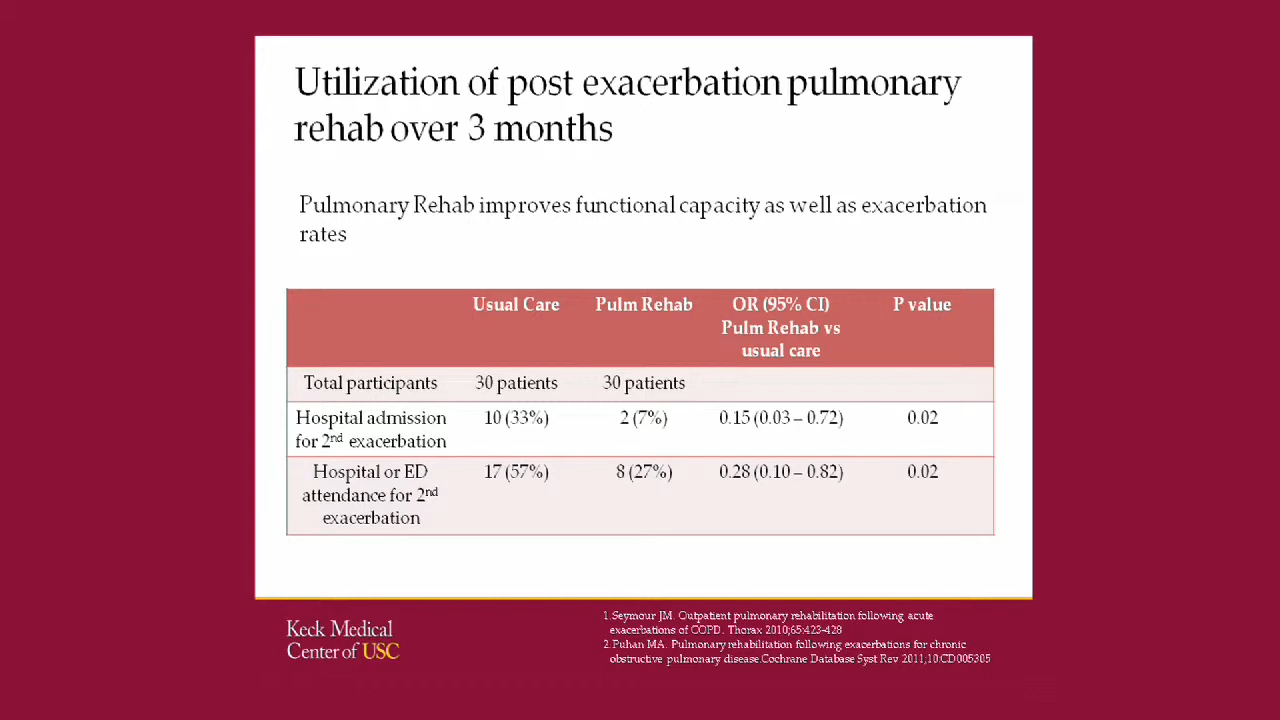 Utilization of post exacerbation pulmonary
rehab over 3 months
Pulmonary Rehab improves functional capacity as well as exacerbation
rates
Usual Care Pulm Rehab OR (95% CI) P value
Pulm Rehab vs
usual care
Total participants 30 patients 30 patients
Hospital admission 10 (33%) 2 (7%) 0.15 (0.03 – 0.72) 0.02
for 2nd exacerbation
Hospital or ED 17 (57%) 8 (27%) 0.28 (0.10 – 0.82) 0.02
attendance for 2nd
exacerbation
Keck Medical
Center of USC
1.Seymour JM. Outpatient pulmonary rehabilitation following acute
exacerbations of COPD. Thorax 2010;65:423-428
2.Puhan MA. Pulmonary rehabilitation following exacerbations for chronic
obstructive pulmonary disease.Cochrane Database Syst Rev 2011;10:CD005305